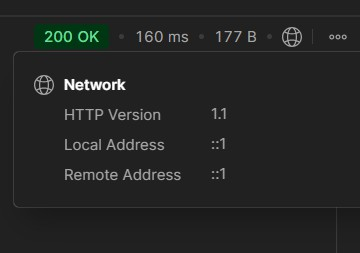 200 OK • 160 ms • 177 B
Network
HTTP Version 1.1
Local Address ::1
Remote Address ::1